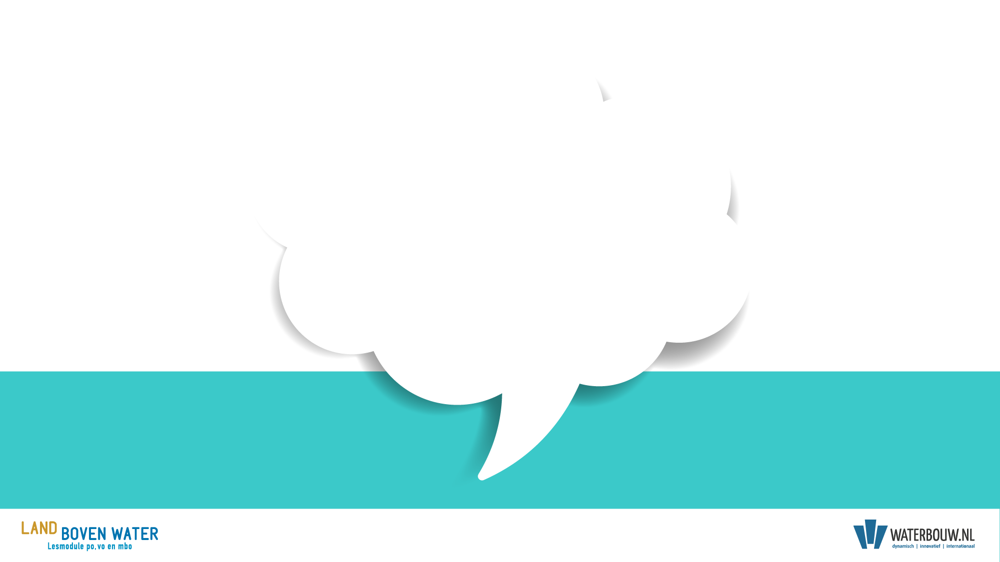 LAND
BOVEN WATER
Lesmodule po, vo en mbo
WATERBOUW.NL
dynamisch | innovatief | internationaal